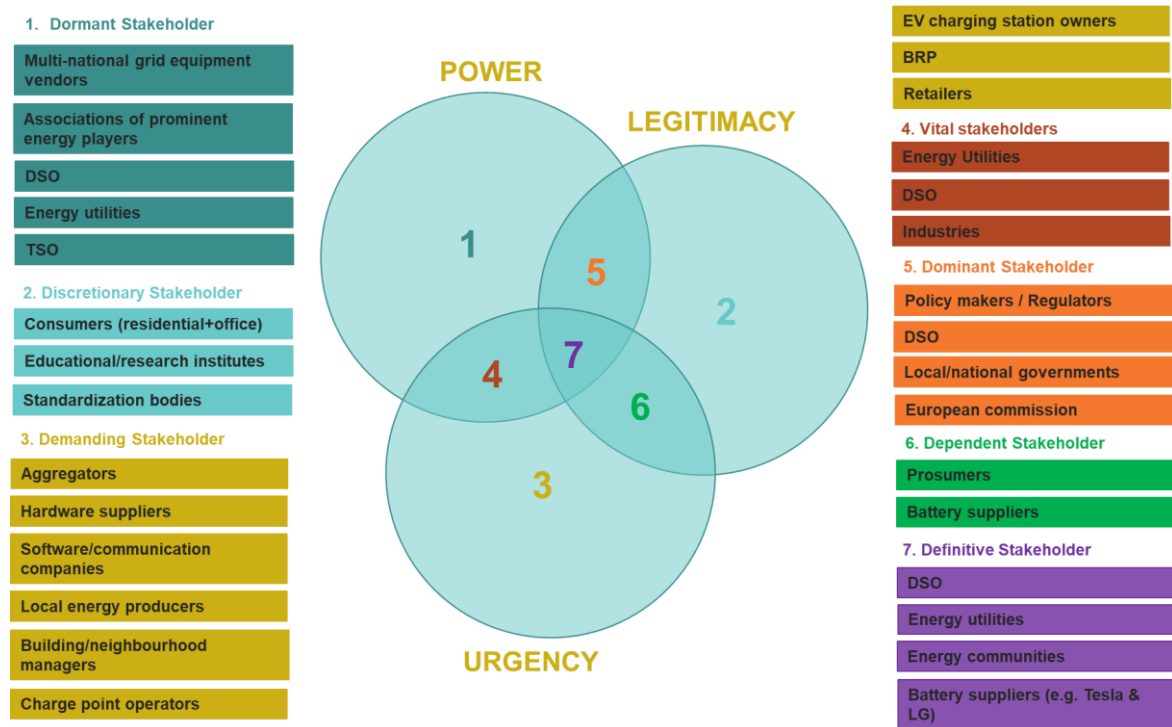 1. Dormant Stakeholder
Multi-national grid equipment
vendors
Associations of prominent
energy players
DSO
Energy utilities
TSO
2. Discretionary Stakeholder
Consumers (residential+office)
Educational/research institutes
Standardization bodies
3. Demanding Stakeholder
Aggregators
Hardware suppliers
Software/communication
companies
Local energy producers
Building/neighbourhood
managers
Charge point operators
POWER
LEGITIMACY
1
5
2
7
4
6
3
URGENCY
EV charging station owners
BRP
Retailers
4. Vital stakeholders
Energy Utilities
DSO
Industries
5. Dominant Stakeholder
Policy makers / Regulators
DSO
Local/national governments
European commission
6. Dependent Stakeholder
Prosumers
Battery suppliers
7. Definitive Stakeholder
DSO
Energy utilities
Energy communities
Battery suppliers (e.g. Tesla &
LG)